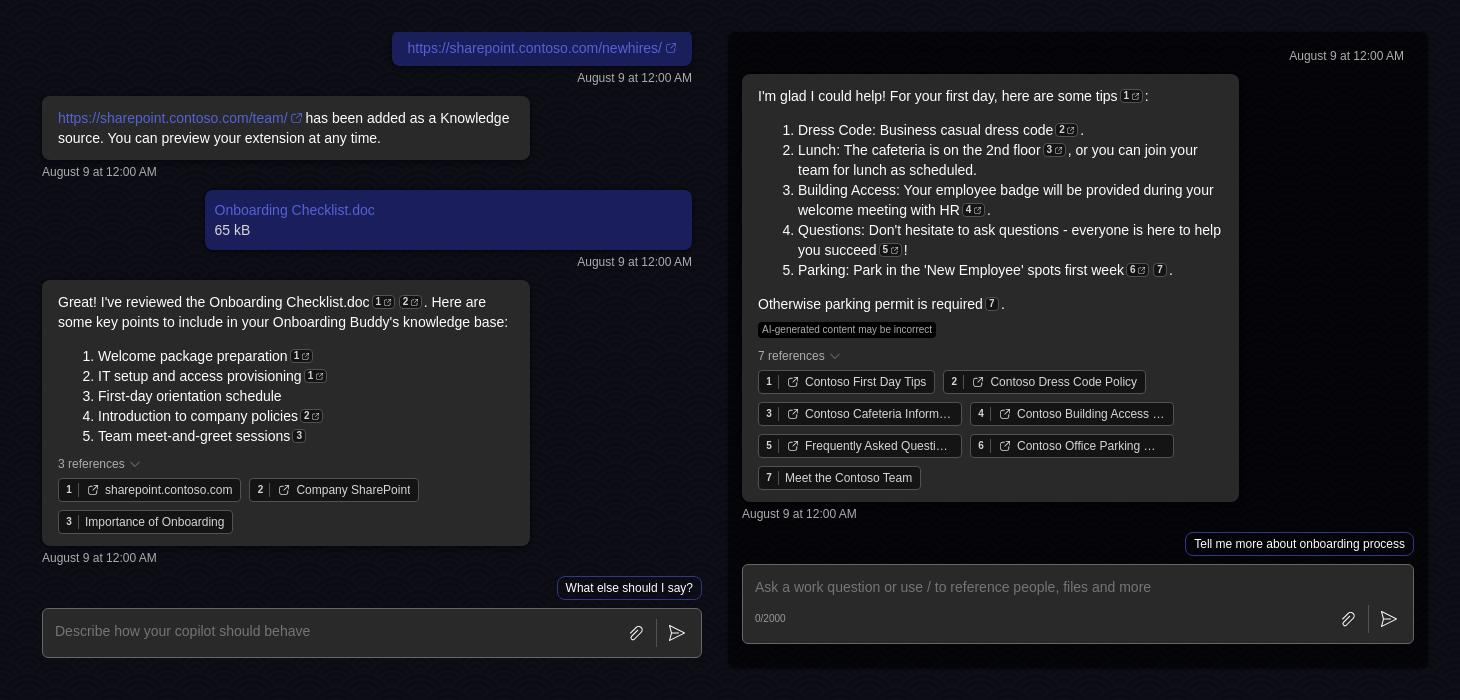 https://sharepoint.contoso.com/newhires/
August 9 at 12:00 AM
https://sharepoint.contoso.com/team/ has been added as a Knowledge
source. You can preview your extension at any time.
August 9 at 12:00 AM
Onboarding Checklist.doc
65 kB
August 9 at 12:00 AM
Great! I've reviewed the Onboarding Checklist.doc 1 2 . Here are
some key points to include in your Onboarding Buddy's knowledge base:
1. Welcome package preparation 1
2. IT setup and access provisioning 1
3. First-day orientation schedule
4. Introduction to company policies 2
5. Team meet-and-greet sessions 3
3 references
1 sharepoint.contoso.com 2 Company SharePoint
3 Importance of Onboarding
August 9 at 12:00 AM
What else should I say?
Describe how your copilot should behave
August 9 at 12:00 AM
I'm glad I could help! For your first day, here are some tips 1 :
1. Dress Code: Business casual dress code 2 .
2. Lunch: The cafeteria is on the 2nd floor 3 , or you can join your
team for lunch as scheduled.
3. Building Access: Your employee badge will be provided during your
welcome meeting with HR 4 .
4. Questions: Don't hesitate to ask questions - everyone is here to help
you succeed 5 !
5. Parking: Park in the 'New Employee' spots first week 6 7 .
Otherwise parking permit is required 7 .
AI-generated content may be incorrect
7 references
1 Contoso First Day Tips 2 Contoso Dress Code Policy
3 Contoso Cafeteria Inform… 4 Contoso Building Access …
5 Frequently Asked Questi… 6 Contoso Office Parking …
7 Meet the Contoso Team
August 9 at 12:00 AM
Tell me more about onboarding process
Ask a work question or use / to reference people, files and more
0/2000